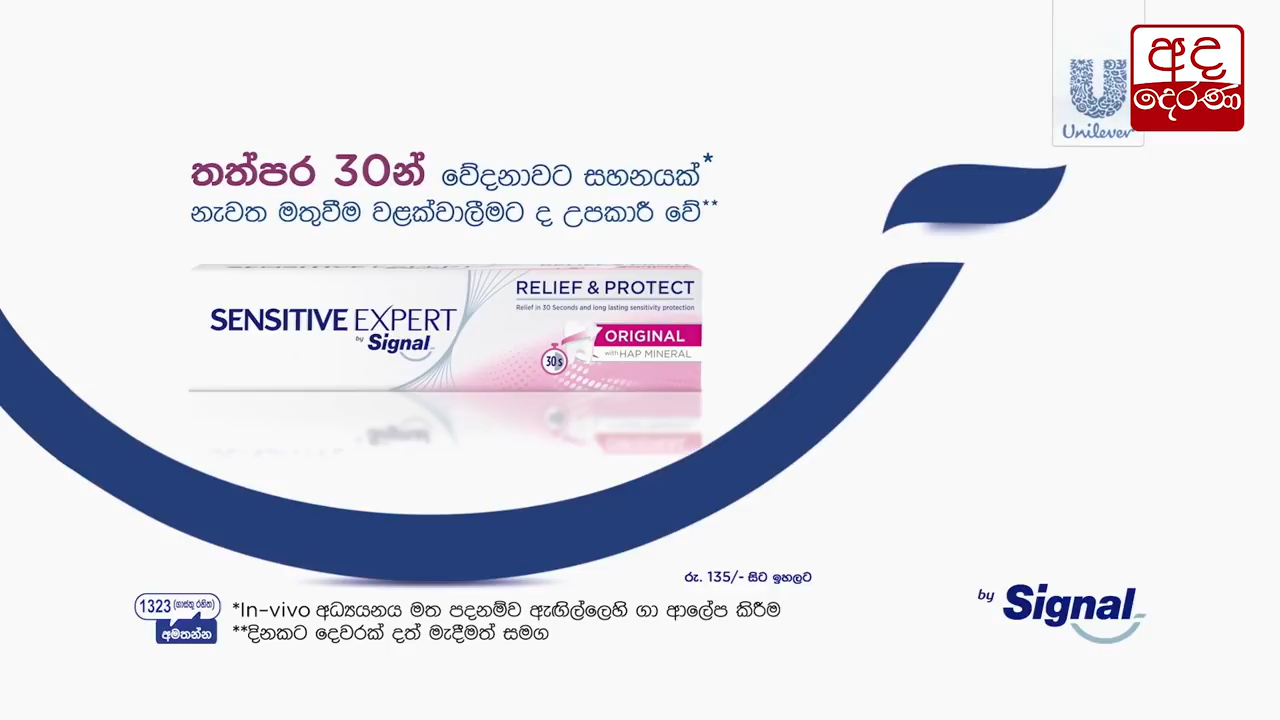 අද
දෙරණ
Unilever
තත්පර 30න් වේදනාවට සහනයක්*
නැවත මතුවීම වළක්වාලීමට ද උපකාරී වේ**
SENSITIVE EXPERT
by Signal
RELIEF & PROTECT
Relief in 30 Seconds and long lasting sensitivity protection
ORIGINAL
with HAP MINERAL
30s
රු. 135/- සිට ඉහලට
1323 (ගාස්තු රහිත)
අමතන්න
*In-vivo අධ්‍යයනය මත පදනම්ව ඇඟිල්ලෙහි ගා ආලේප කිරීම
**දිනකට දෙවරක් දත් මැදීමත් සමග
by Signal